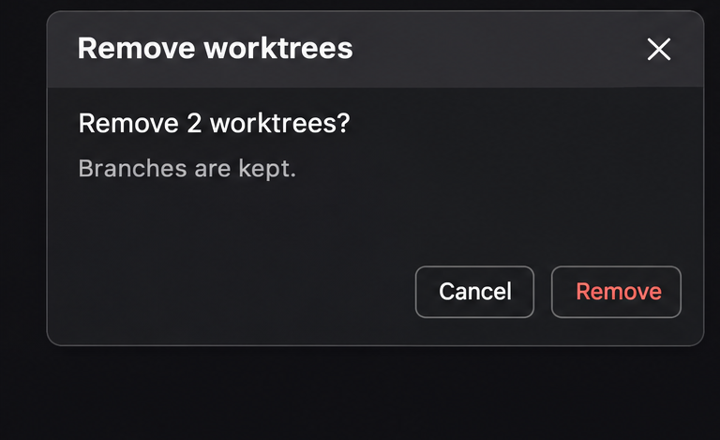 Remove worktrees
Remove 2 worktrees?
Branches are kept.
Cancel
Remove